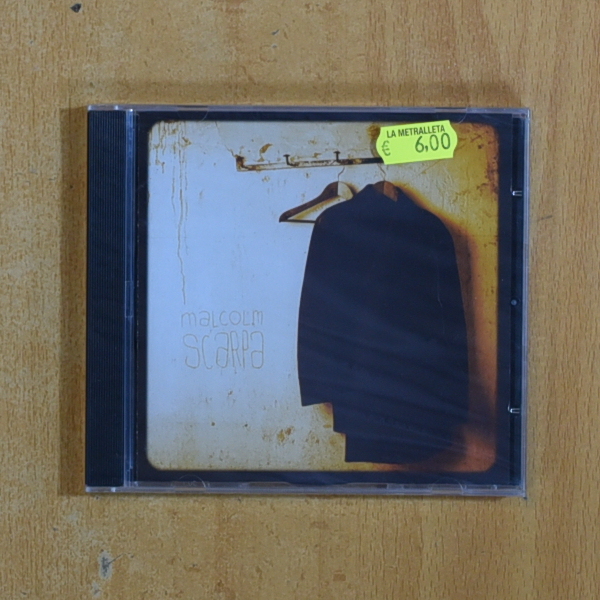 LA METRALLETA
€ 6,00
malcolm
scarpa